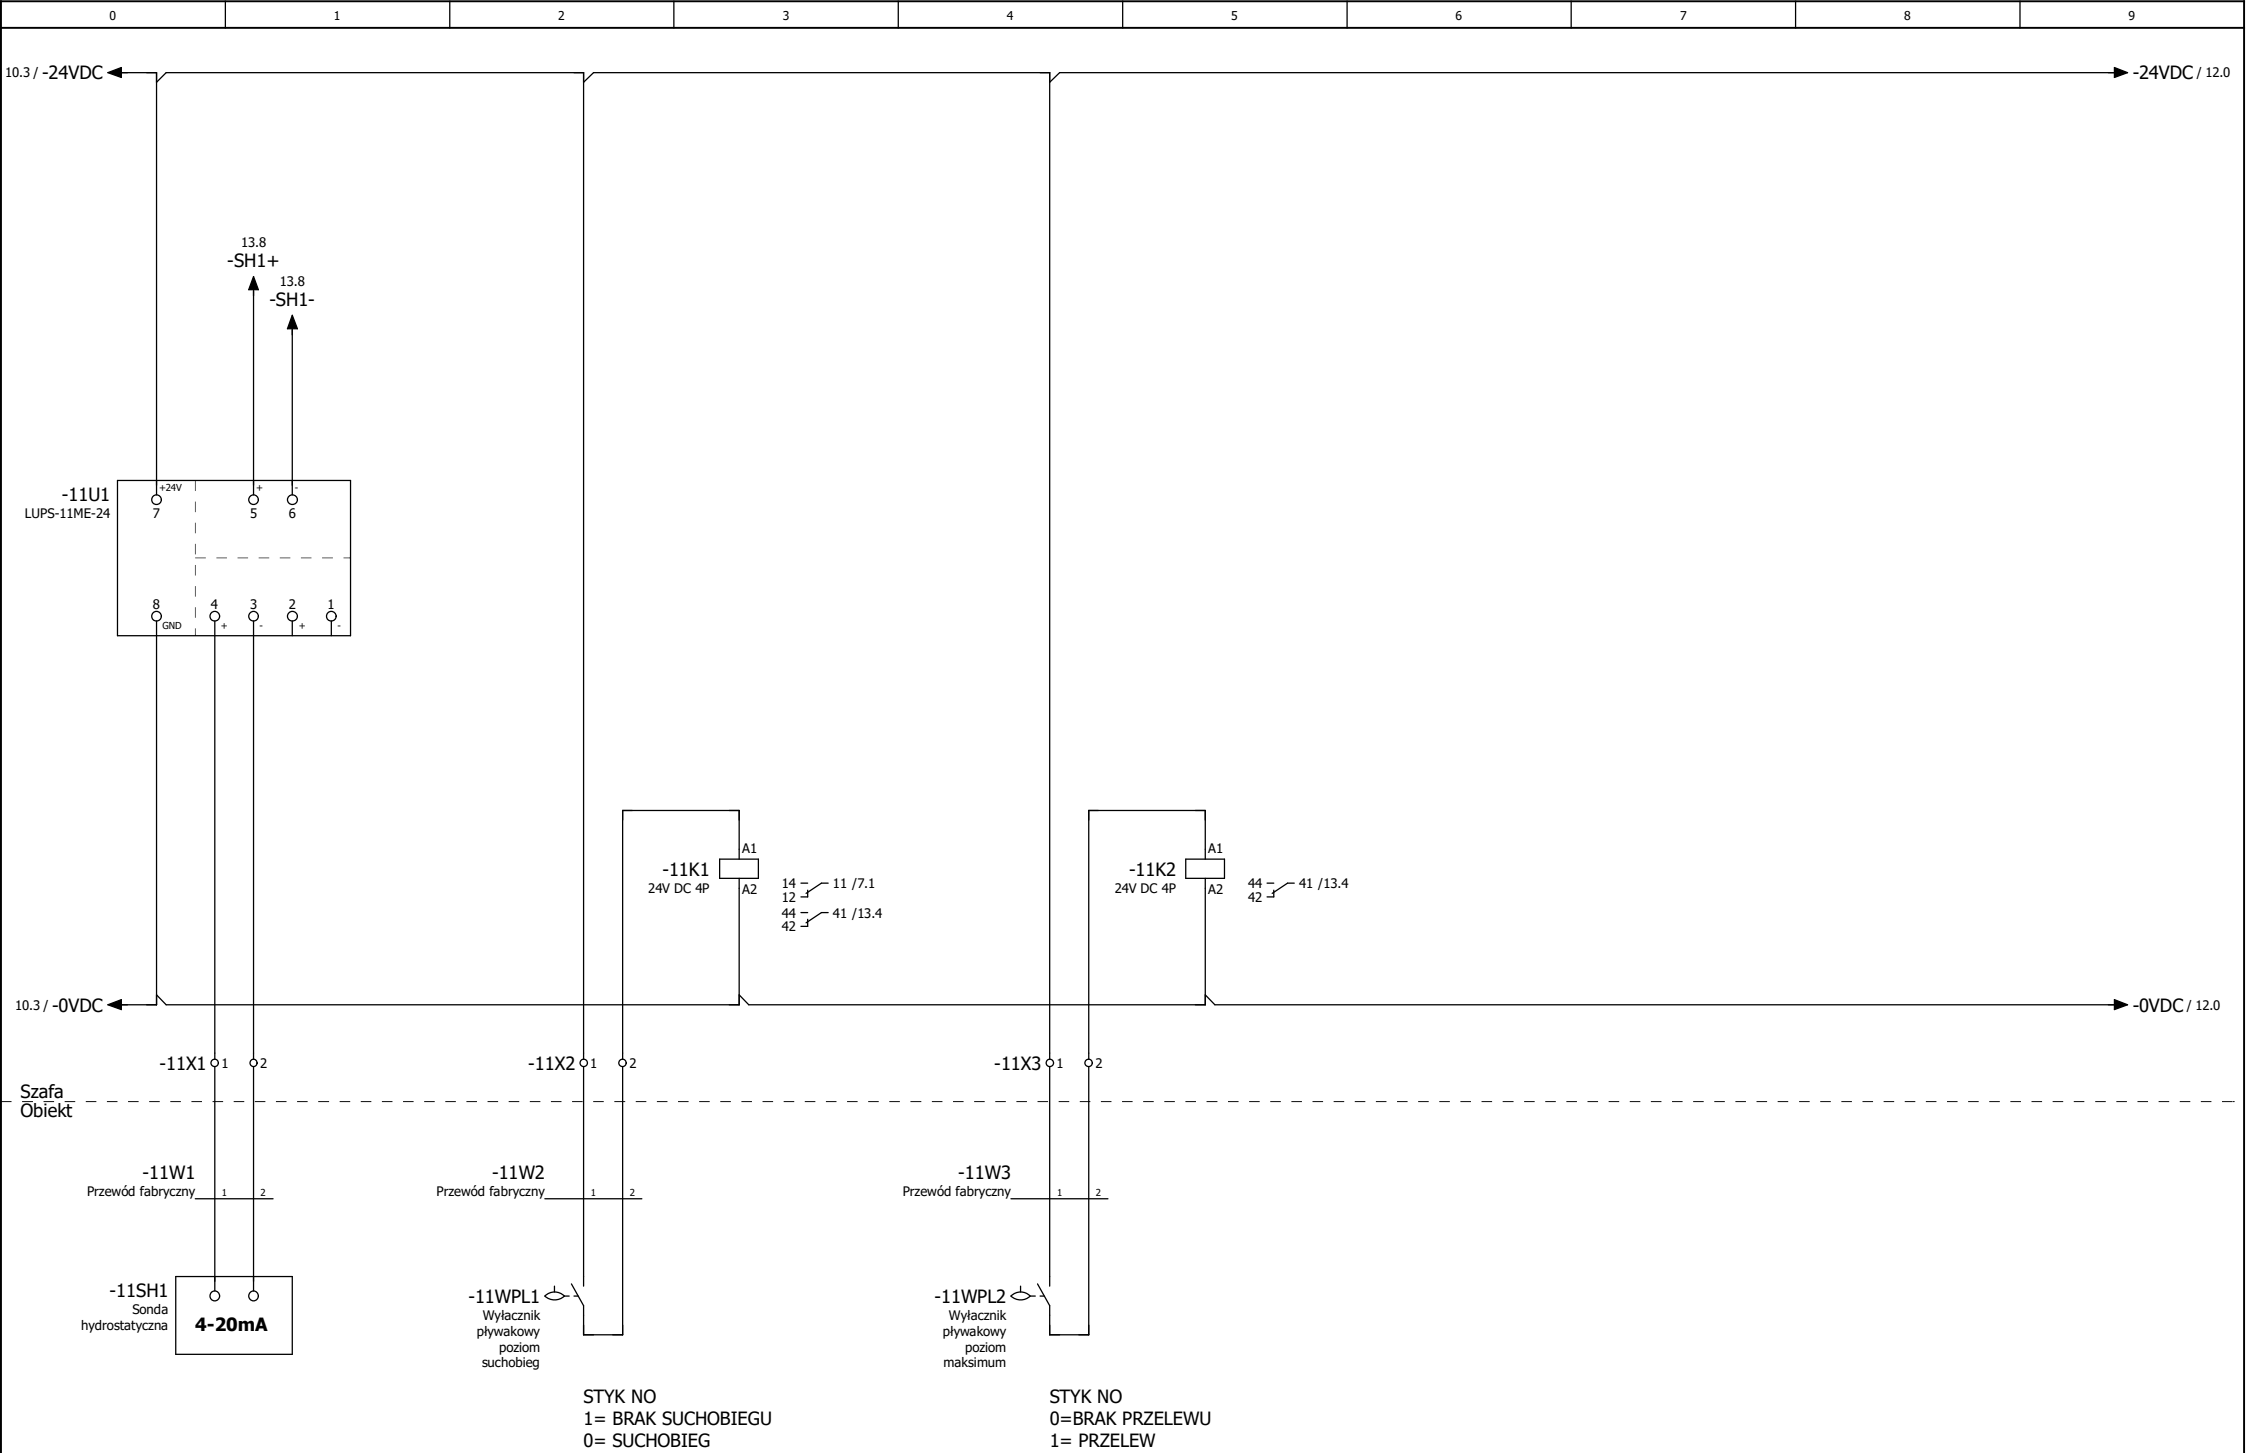 0 1 2 3 4 5 6 7 8 9
10.3 / -24VDC
-24VDC / 12.0
13.8
-SH1+
13.8
-SH1-
-11U1
LUPS-11ME-24
+24V + -
7 5 6
8 4 3 2 1
GND + - + -
-11K1
24V DC 4P
A1
A2
14 11 /7.1
12
44 41 /13.4
42
-11K2
24V DC 4P
A1
A2
44 41 /13.4
42
10.3 / -0VDC
-0VDC / 12.0
-11X1 1 2
-11X2 1 2
-11X3 1 2
Szafa
Obiekt
-11W1
Przewód fabryczny 1 2
-11W2
Przewód fabryczny 1 2
-11W3
Przewód fabryczny 1 2
-11SH1
Sonda
hydrostatyczna
4-20mA
-11WPL1
Wyłacznik
pływakowy
poziom
suchobieg
-11WPL2
Wyłacznik
pływakowy
poziom
maksimum
STYK NO
1= BRAK SUCHOBIEGU
0= SUCHOBIEG
STYK NO
0=BRAK PRZELEWU
1= PRZELEW